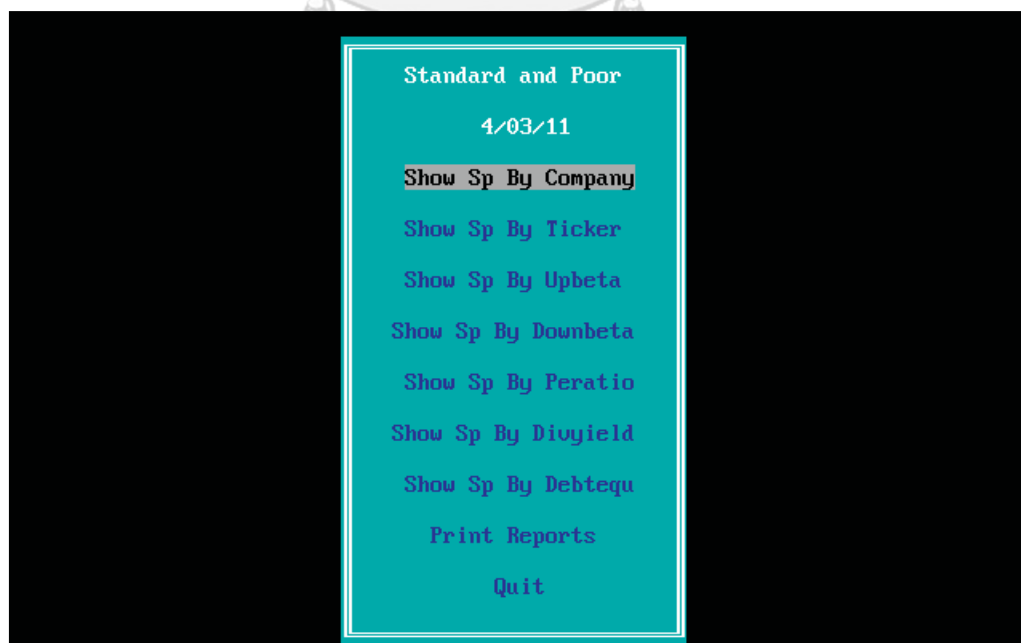 Standard and Poor
4/03/11
Show Sp By Company
Show Sp By Ticker
Show Sp By Upbeta
Show Sp By Downbeta
Show Sp By Peratio
Show Sp By Divyield
Show Sp By Debtequ
Print Reports
Quit